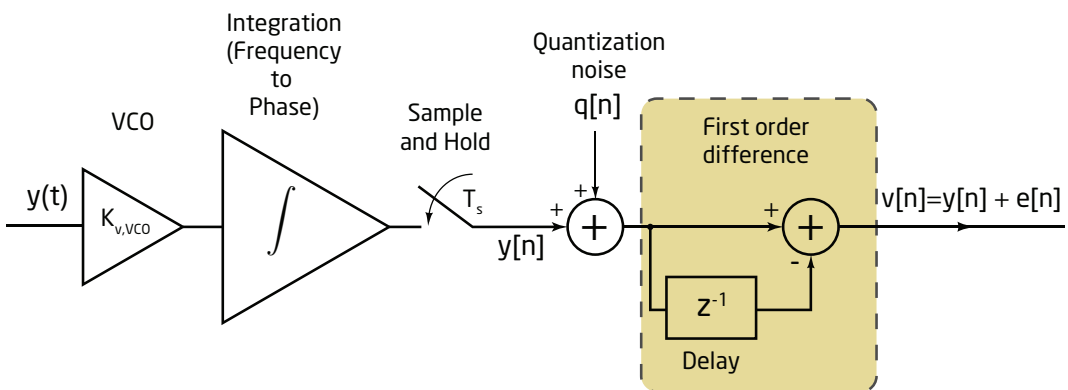 Integration
(Frequency
to
Phase)
VCO
Sample
and Hold
Quantization
noise
q[n]
First order
difference
y(t)
K_v,VCO
∫
T_s
+
+
+
y[n]
+
+
-
v[n]=y[n] + e[n]
z⁻¹
Delay